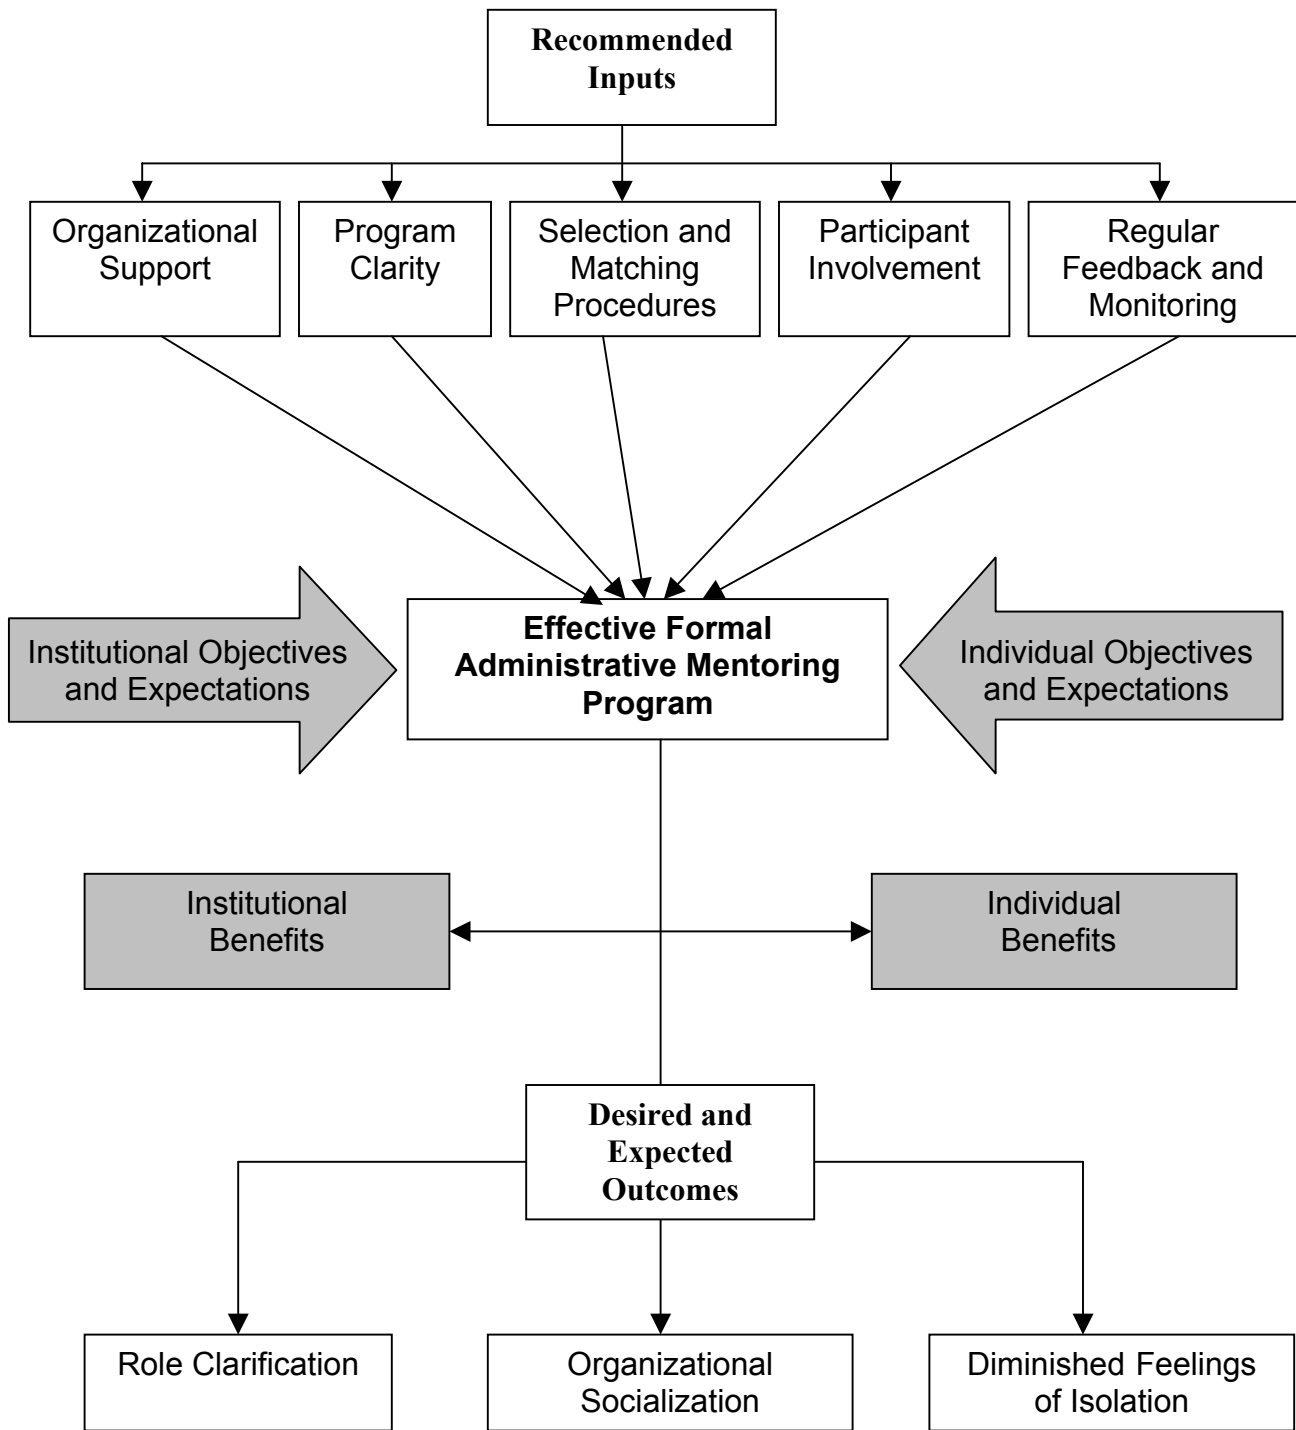 Recommended
Inputs
Organizational
Support
Program
Clarity
Selection and
Matching
Procedures
Participant
Involvement
Regular
Feedback and
Monitoring
Institutional Objectives
and Expectations
Effective Formal
Administrative Mentoring
Program
Individual Objectives
and Expectations
Institutional
Benefits
Individual
Benefits
Desired and
Expected
Outcomes
Role Clarification
Organizational
Socialization
Diminished Feelings
of Isolation